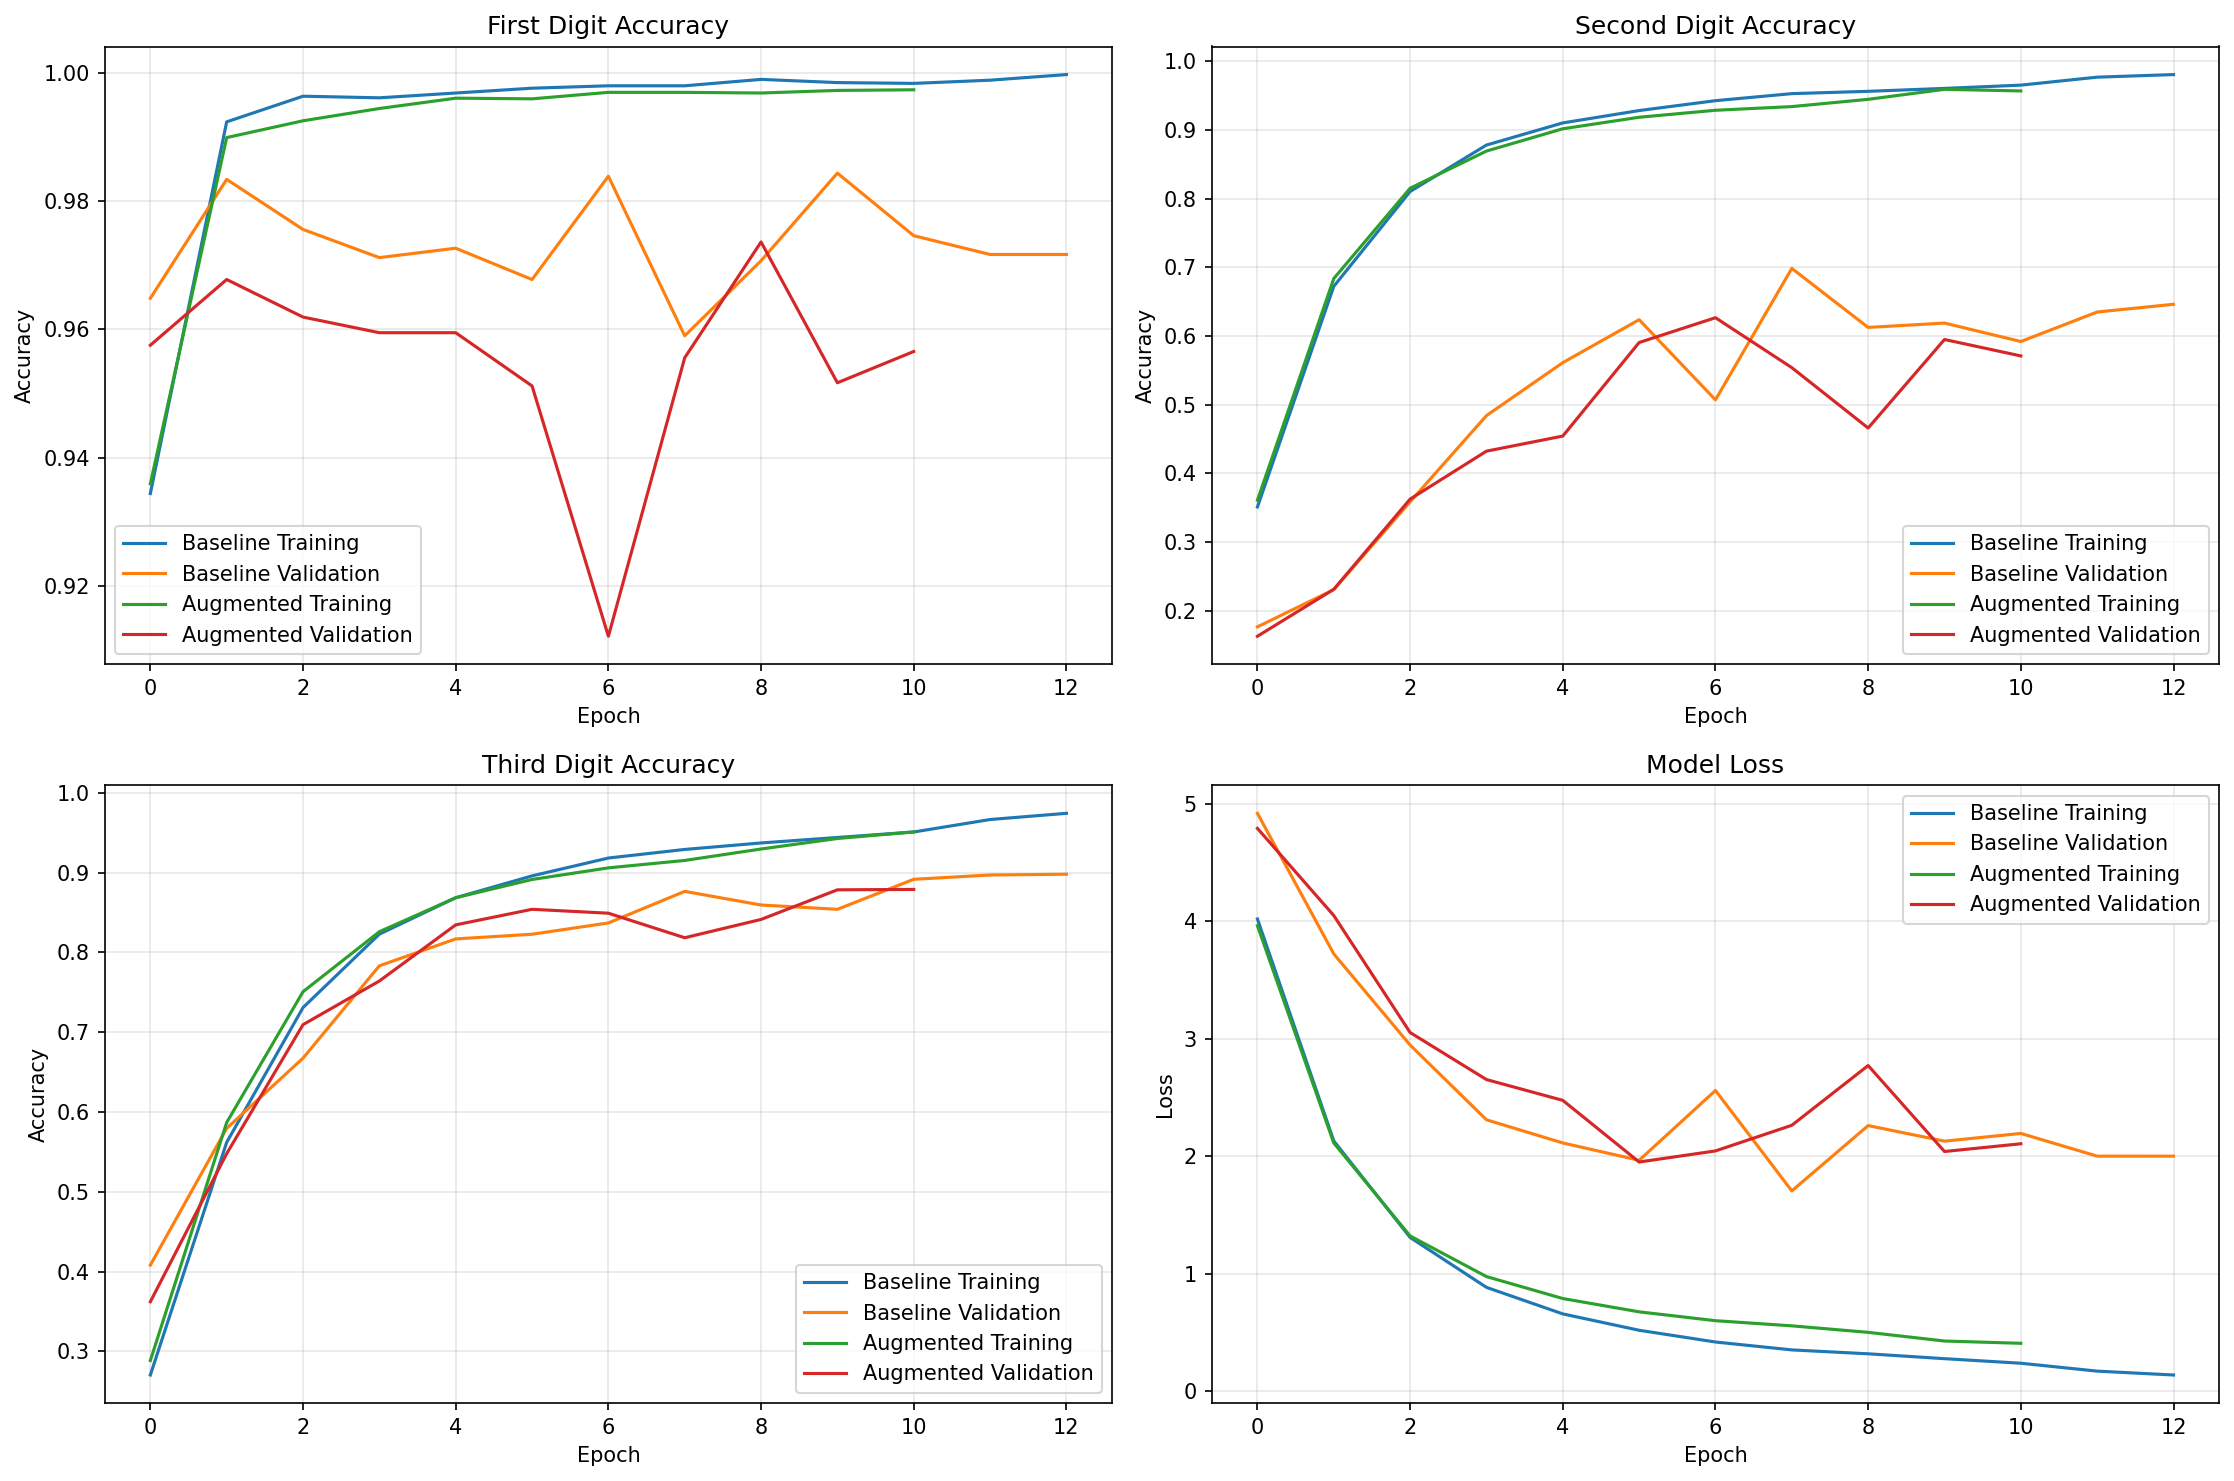 First Digit Accuracy
Accuracy
1.00
0.98
0.96
0.94
0.92
Baseline Training
Baseline Validation
Augmented Training
Augmented Validation
0 2 4 6 8 10 12
Epoch
Second Digit Accuracy
Accuracy
1.0
0.9
0.8
0.7
0.6
0.5
0.4
0.3
0.2
Baseline Training
Baseline Validation
Augmented Training
Augmented Validation
0 2 4 6 8 10 12
Epoch
Third Digit Accuracy
Accuracy
1.0
0.9
0.8
0.7
0.6
0.5
0.4
0.3
Baseline Training
Baseline Validation
Augmented Training
Augmented Validation
0 2 4 6 8 10 12
Epoch
Model Loss
Loss
5
4
3
2
1
0
Baseline Training
Baseline Validation
Augmented Training
Augmented Validation
0 2 4 6 8 10 12
Epoch